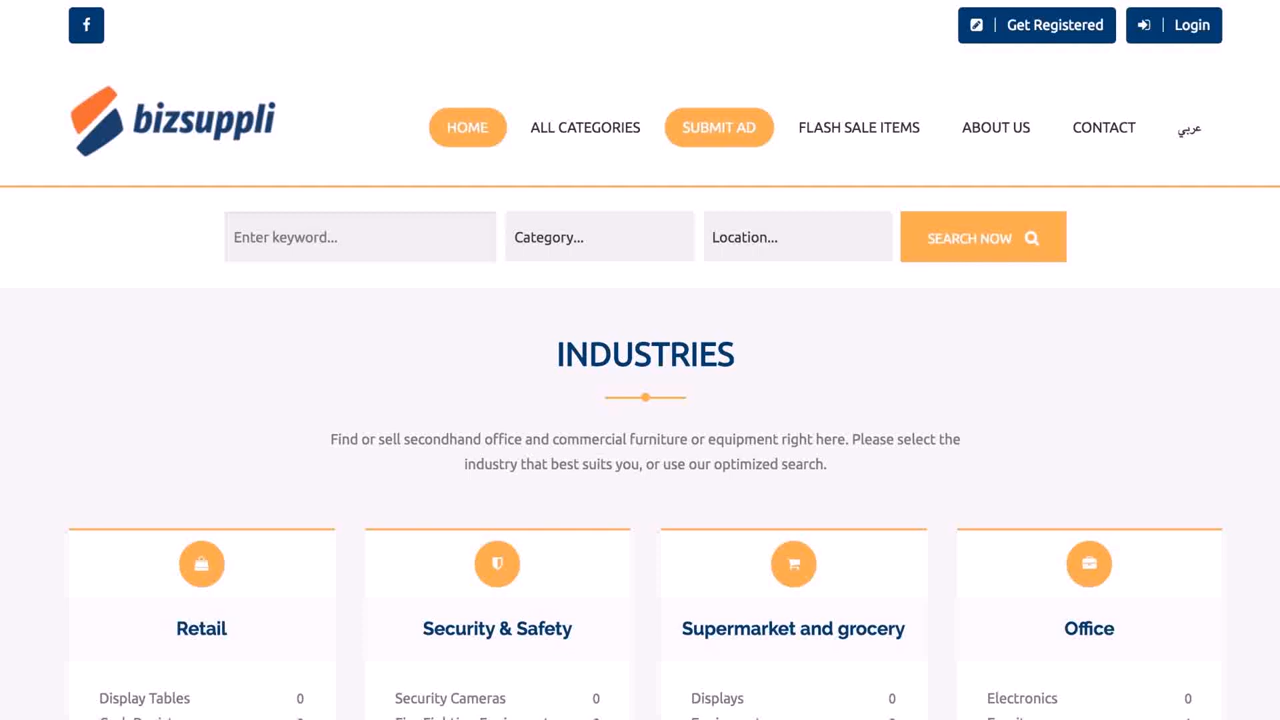 Get Registered
Login
bizsuppli
HOME
ALL CATEGORIES
SUBMIT AD
FLASH SALE ITEMS
ABOUT US
CONTACT
عربي
Enter keyword...
Category...
Location...
SEARCH NOW
INDUSTRIES
Find or sell secondhand office and commercial furniture or equipment right here. Please select the
industry that best suits you, or use our optimized search.
Retail
Security & Safety
Supermarket and grocery
Office
Display Tables 0
Security Cameras 0
Displays 0
Electronics 0